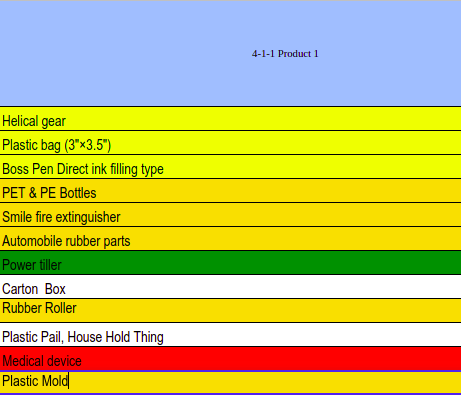 4-1-1 Product 1
Helical gear
Plastic bag (3"×3.5")
Boss Pen Direct ink filling type
PET & PE Bottles
Smile fire extinguisher
Automobile rubber parts
Power tiller
Carton  Box
Rubber Roller
Plastic Pail, House Hold Thing
Medical device
Plastic Mold